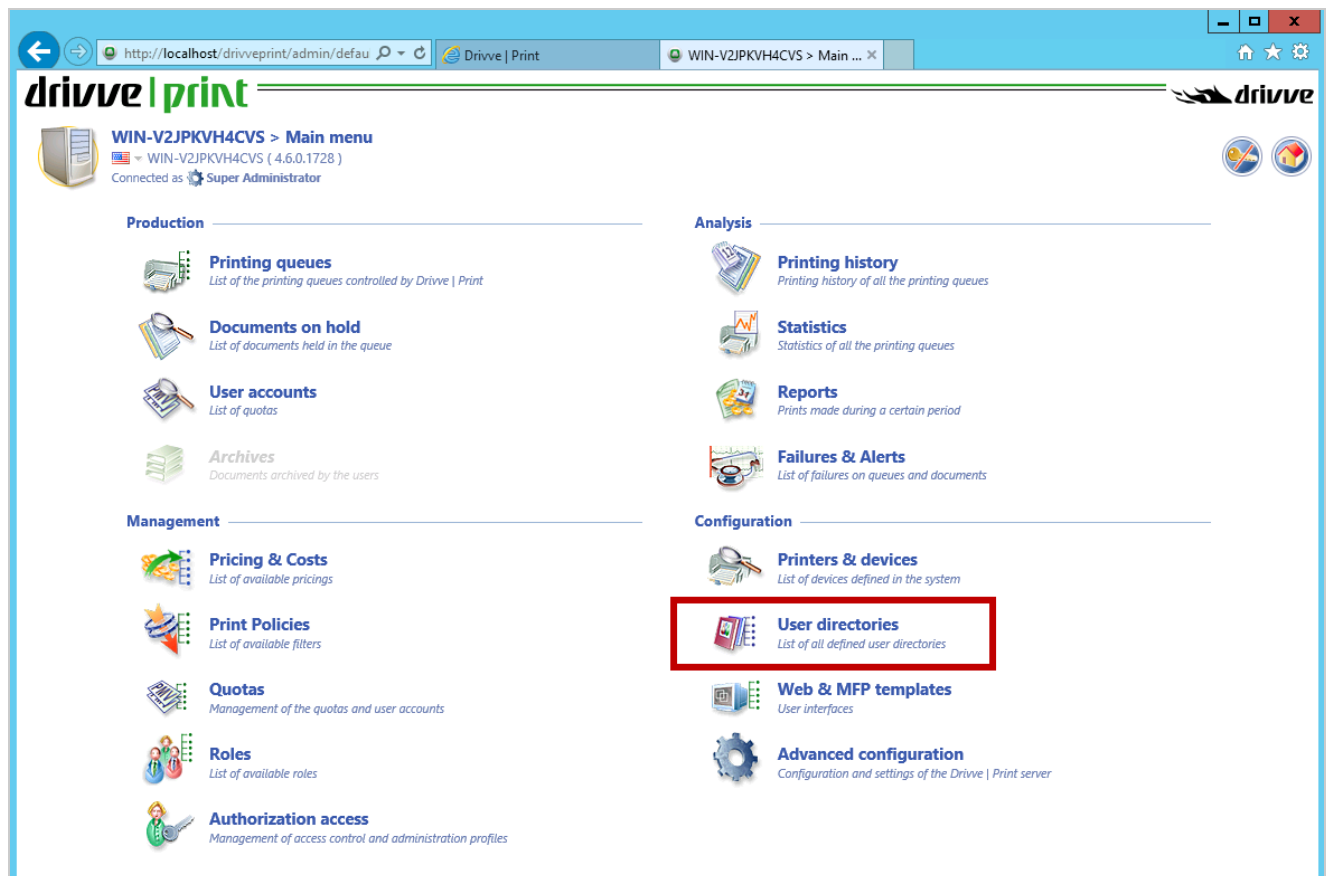 http://localhost/drivveprint/admin/defau
Drivve | Print
WIN-V2JPKVH4CVS > Main ...
drivve | print
drivve
WIN-V2JPKVH4CVS > Main menu
WIN-V2JPKVH4CVS ( 4.6.0.1728 )
Connected as Super Administrator
Production
Printing queues
List of the printing queues controlled by Drivve | Print
Documents on hold
List of documents held in the queue
User accounts
List of quotas
Archives
Documents archived by the users
Analysis
Printing history
Printing history of all the printing queues
Statistics
Statistics of all the printing queues
Reports
Prints made during a certain period
Failures & Alerts
List of failures on queues and documents
Management
Pricing & Costs
List of available pricings
Print Policies
List of available filters
Quotas
Management of the quotas and user accounts
Roles
List of available roles
Authorization access
Management of access control and administration profiles
Configuration
Printers & devices
List of devices defined in the system
User directories
List of all defined user directories
Web & MFP templates
User interfaces
Advanced configuration
Configuration and settings of the Drivve | Print server